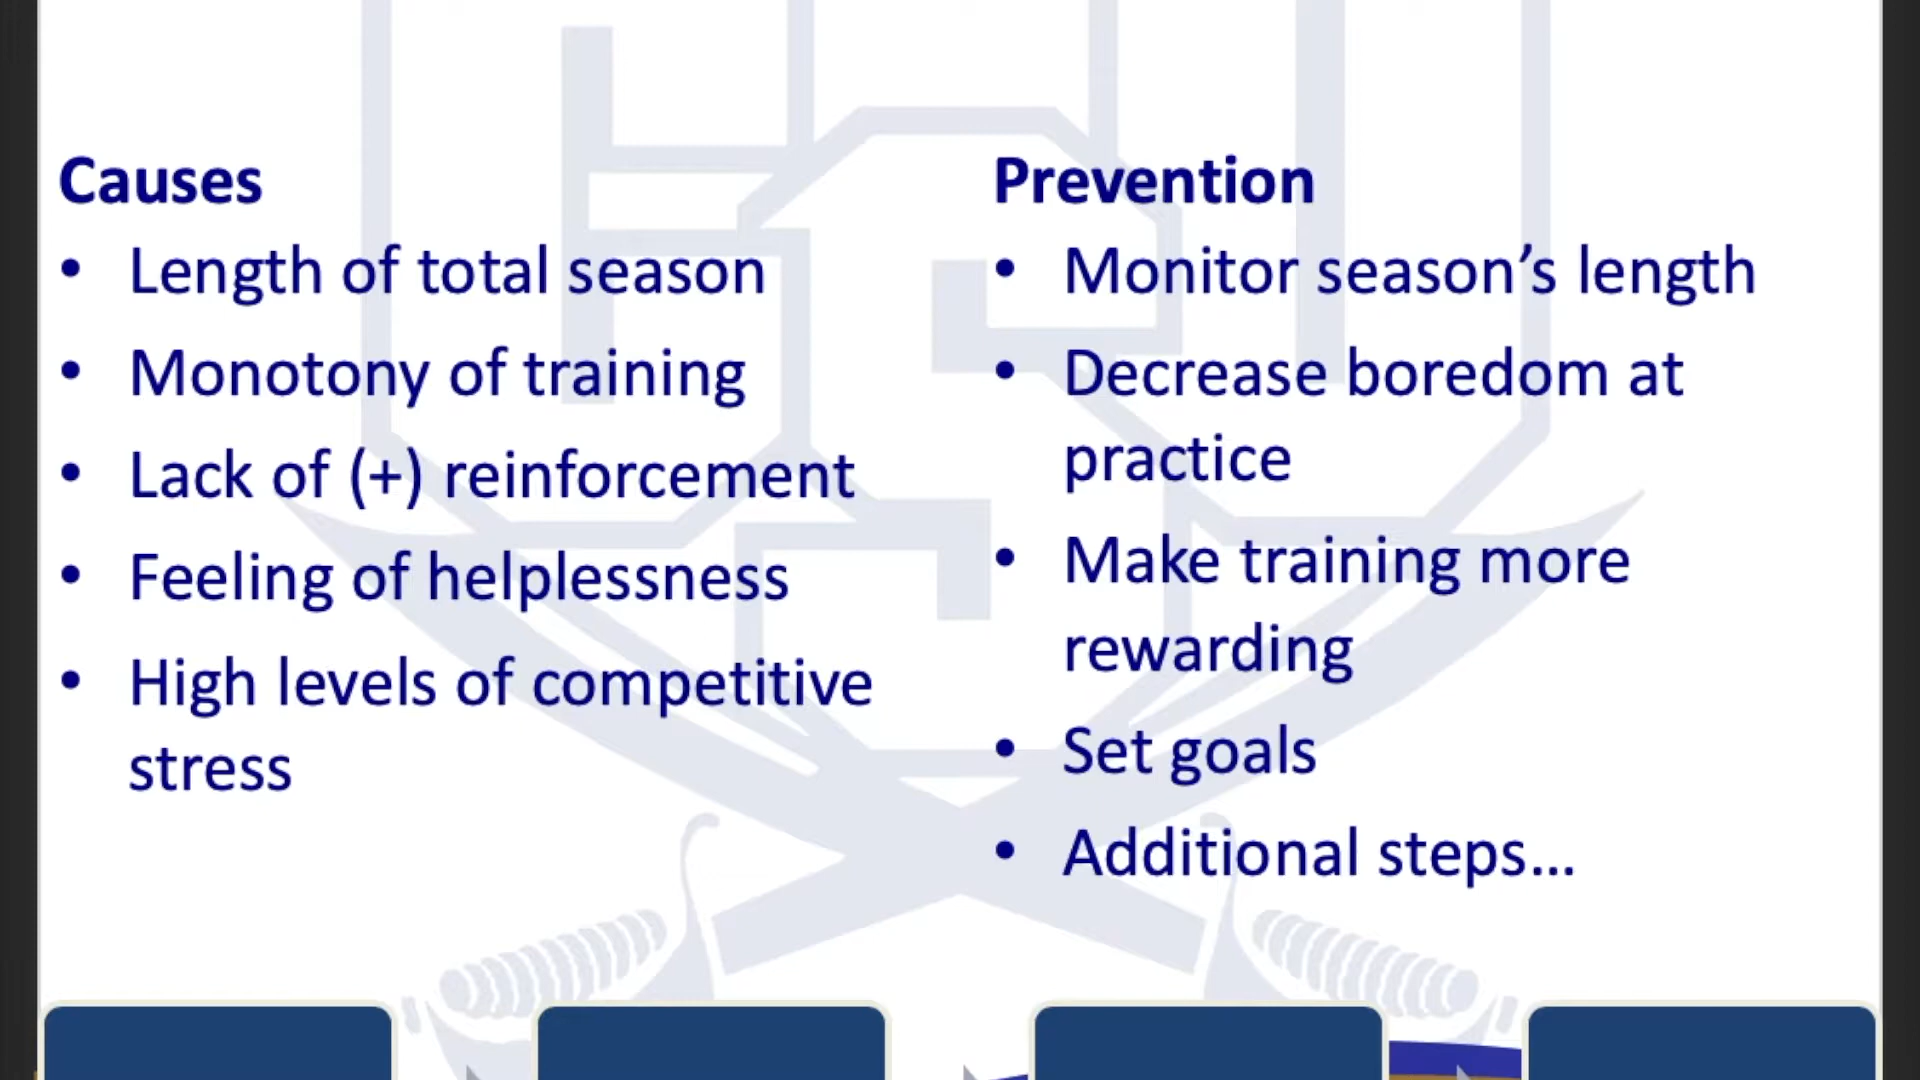 Causes
• Length of total season
• Monotony of training
• Lack of (+) reinforcement
• Feeling of helplessness
• High levels of competitive
stress
Prevention
• Monitor season’s length
• Decrease boredom at
practice
• Make training more
rewarding
• Set goals
• Additional steps...